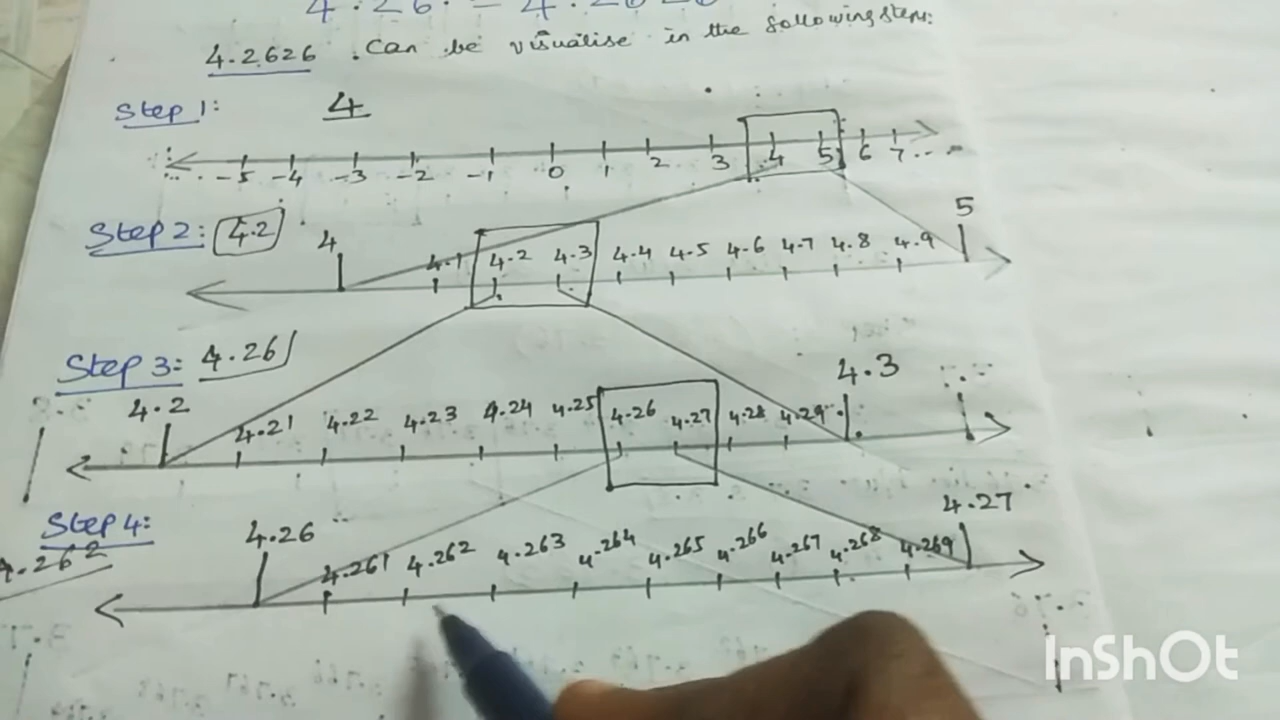 4.2626 . Can be visualise in the following steps:
Step 1: 4
... -5 -4 -3 -2 -1 0 1 2 3 4 5 6 7...
Step 2: 4.2 4 4.1 4.2 4.3 4.4 4.5 4.6 4.7 4.8 4.9 5
Step 3: 4.26
4.2 4.21 4.22 4.23 4.24 4.25 4.26 4.27 4.28 4.29 4.3
Step 4:
4.262
4.26 4.261 4.262 4.263 4.264 4.265 4.266 4.267 4.268 4.269 4.27
InShOt